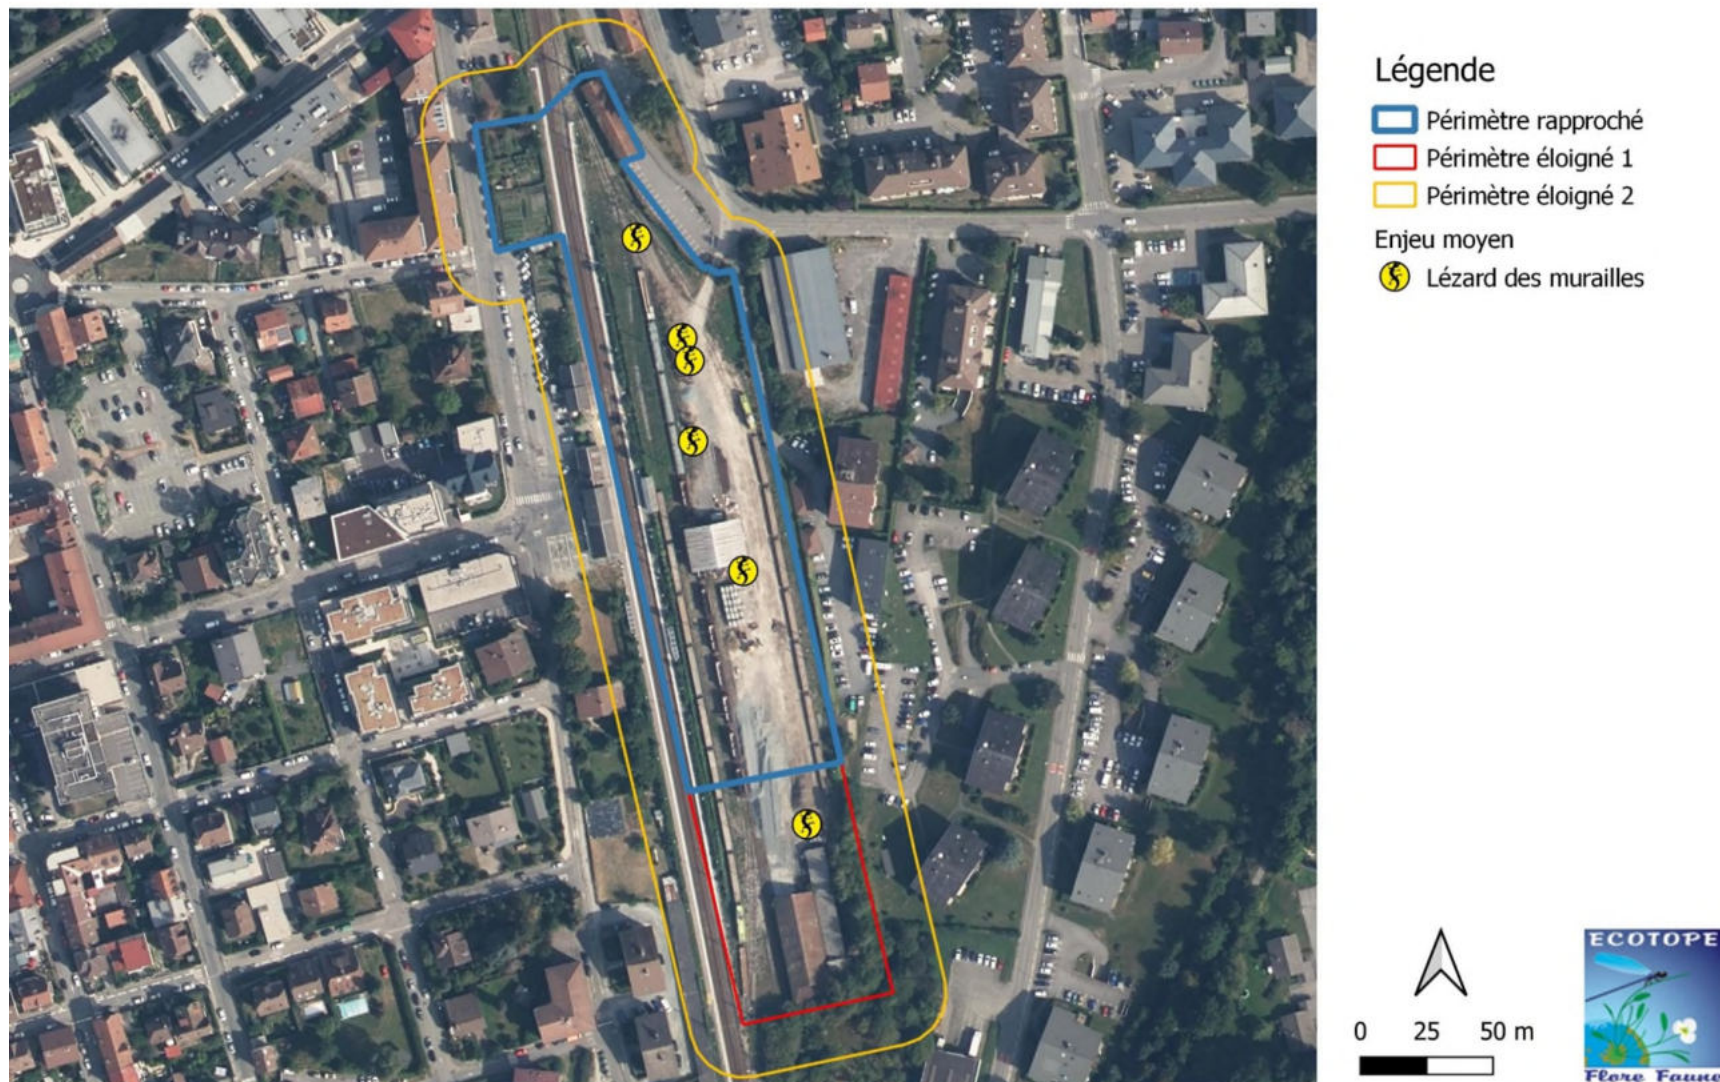 Légende
Périmètre rapproché
Périmètre éloigné 1
Périmètre éloigné 2
Enjeu moyen
Lézard des murailles
0 25 50 m
ECOTOPE
Flore Faune